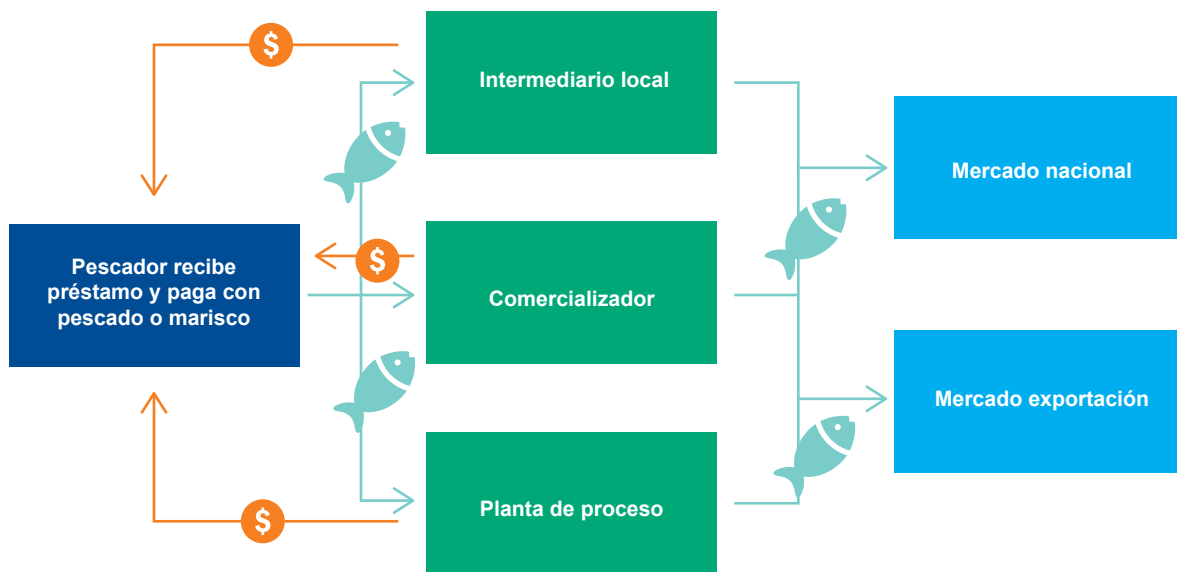 $
Intermediario local
Mercado nacional
Pescador recibe
préstamo y paga con
pescado o marisco
$
Comercializador
Mercado exportación
Planta de proceso
$